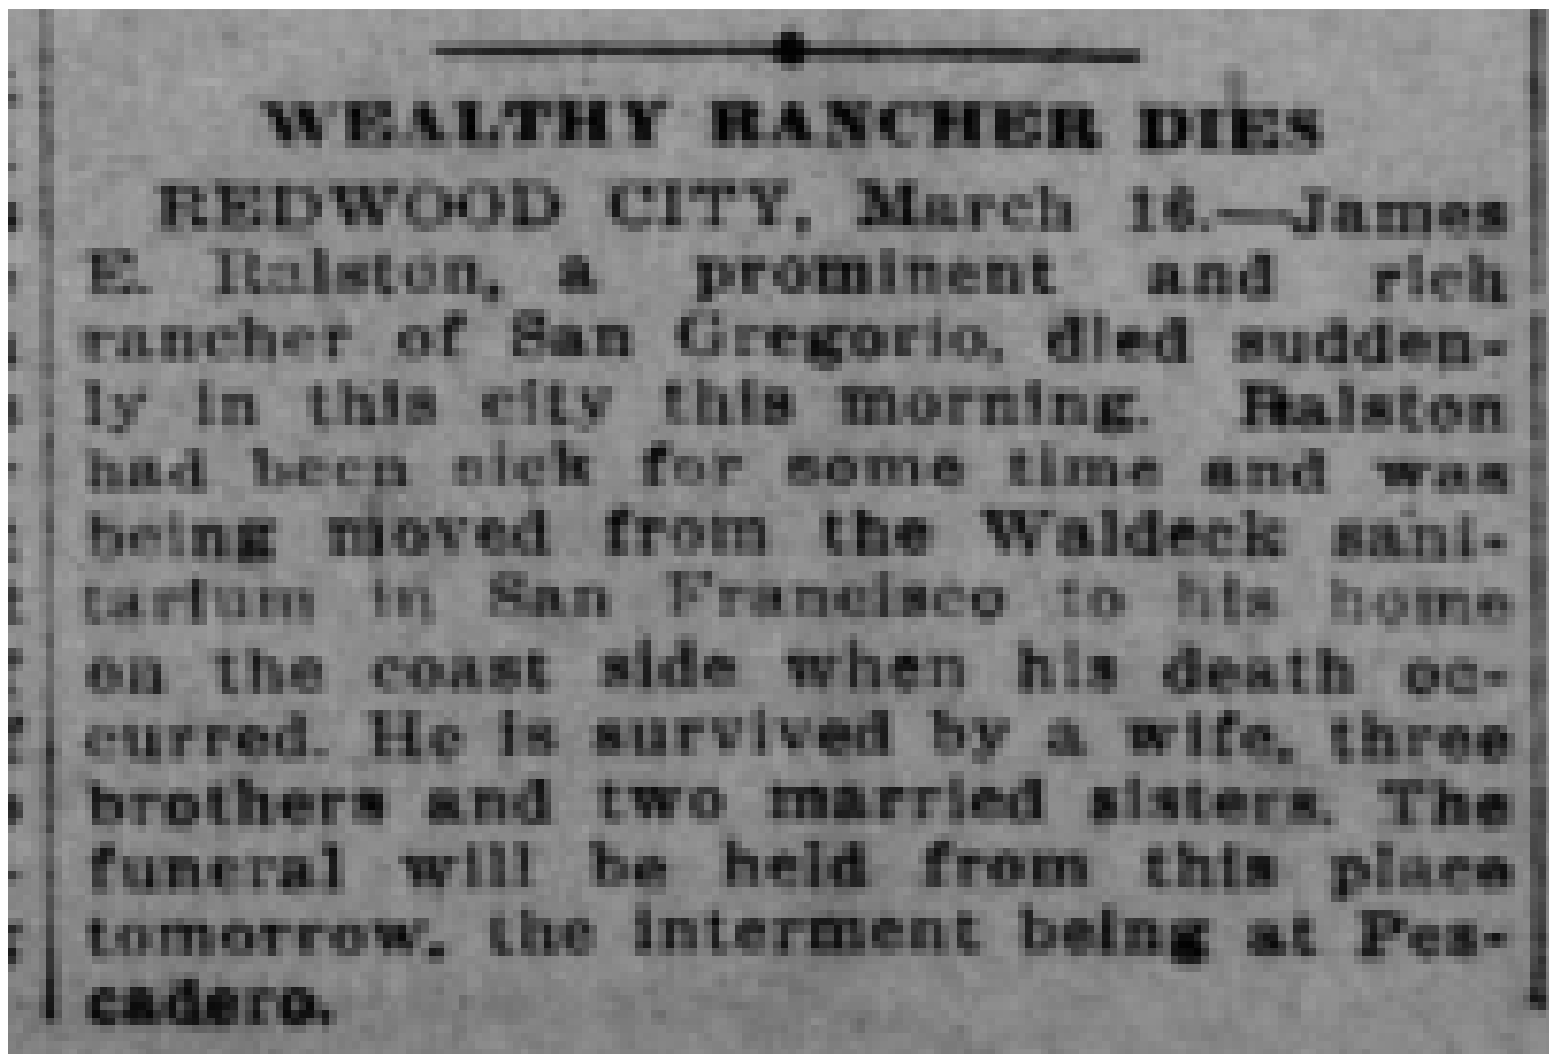 WEALTHY RANCHER DIES
REDWOOD CITY, March 16.—James
E. Ralston, a prominent and rich
rancher of San Gregorio, died sudden-
ly in this city this morning. Ralston
had been sick for some time and was
being moved from the Waldeck sani-
tarium in San Francisco to his home
on the coast side when his death oc-
curred. He is survived by a wife, three
brothers and two married sisters. The
funeral will be held from this place
tomorrow, the interment being at Pes-
cadero.